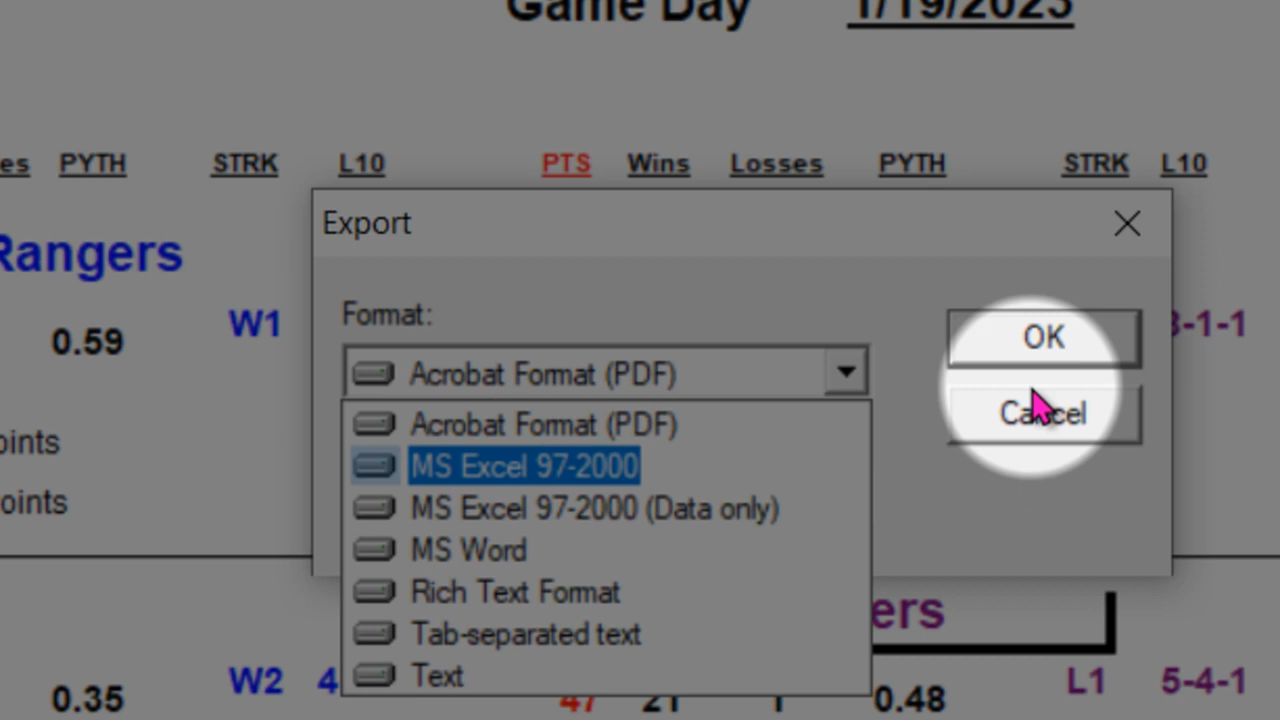 Game Day 1/19/2023
es PYTH STRK L10 PTS Wins Losses PYTH STRK L10
Export
Rangers
Format:
0.59 W1 OK 3-1-1
Acrobat Format (PDF)
Cancel
Acrobat Format (PDF)
oints
MS Excel 97-2000
oints
MS Excel 97-2000 (Data only)
MS Word
Rich Text Format
ers
Tab-separated text
Text
0.35 W2 4 47 21 0.48 L1 5-4-1